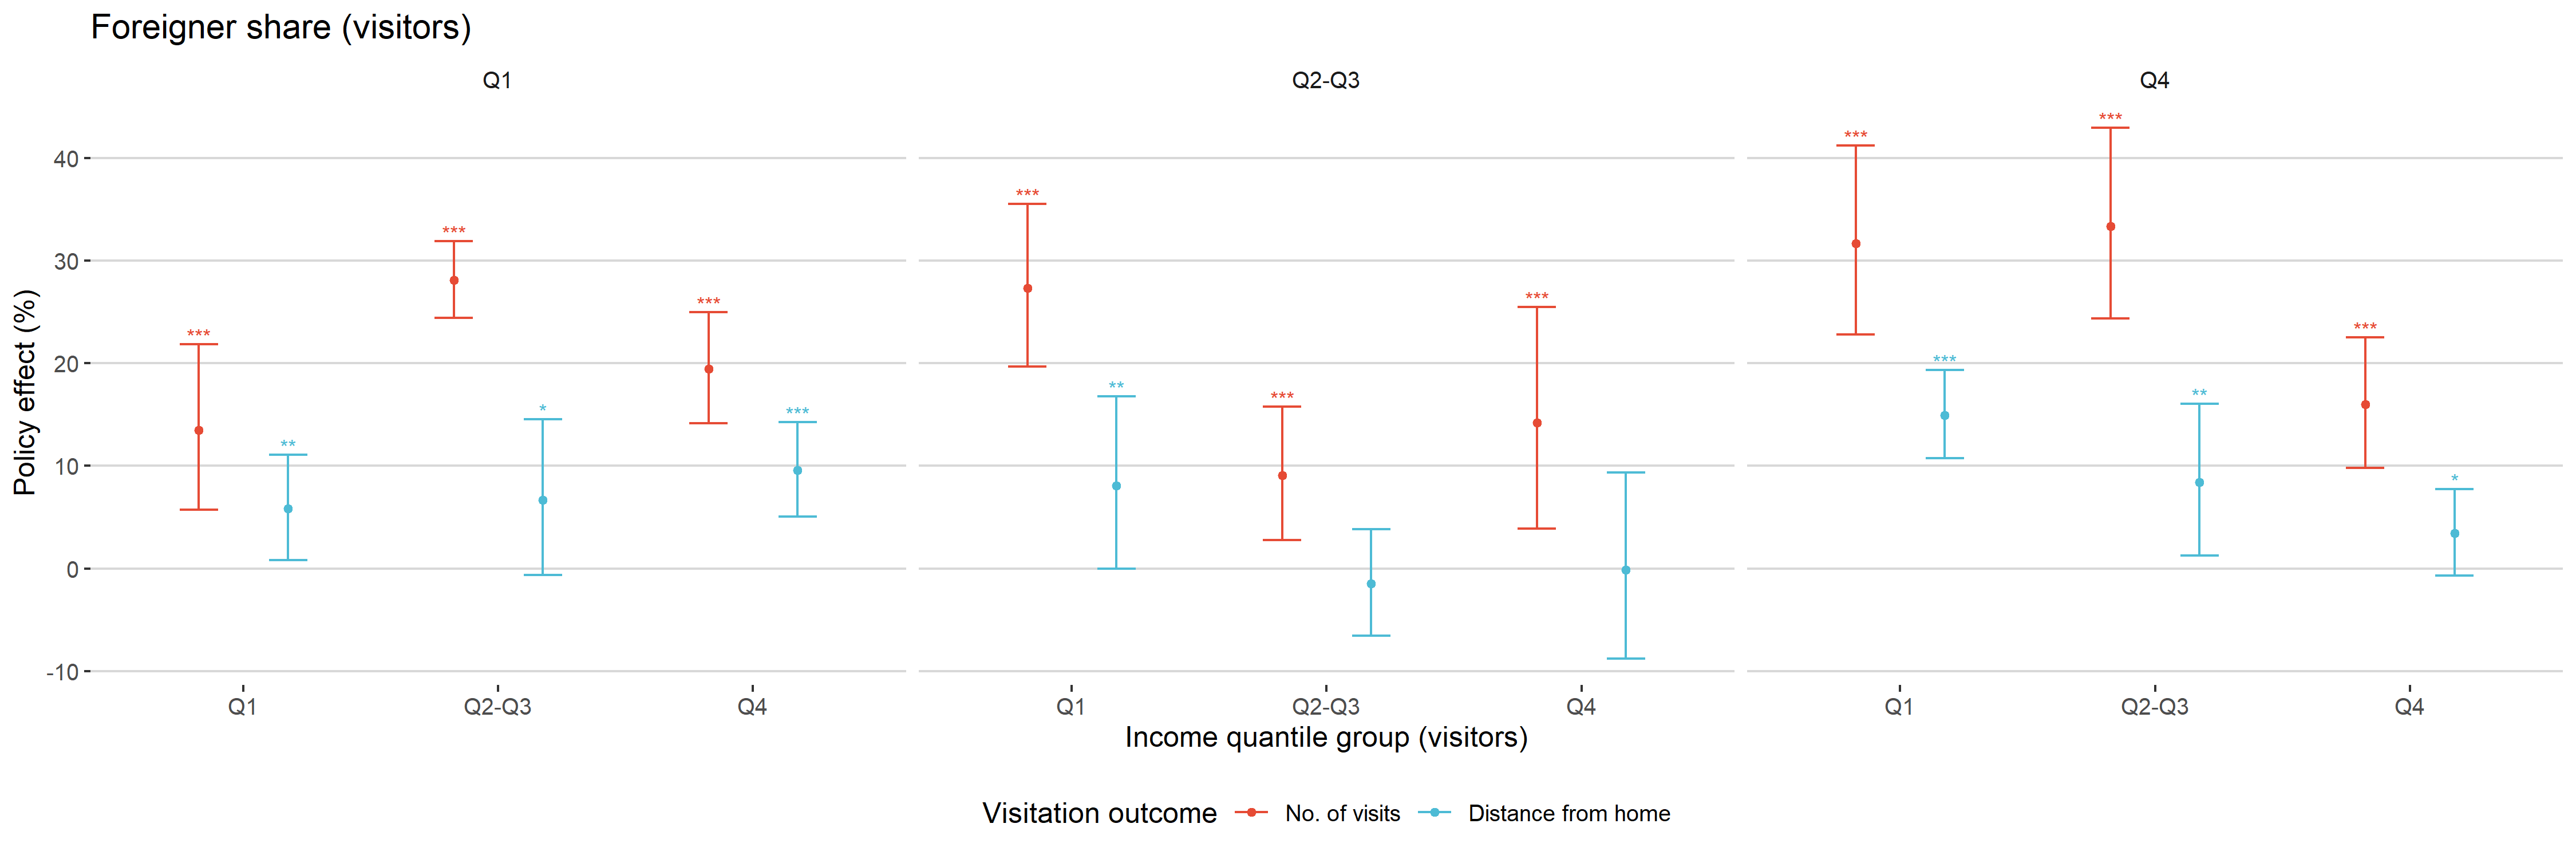 Foreigner share (visitors)
Q1 Q2-Q3 Q4
Policy effect (%)
40
30
20
10
0
-10
*** ** *** * *** ***
*** ** *** ***
*** *** *** ** *** *
Q1 Q2-Q3 Q4 Q1 Q2-Q3 Q4 Q1 Q2-Q3 Q4
Income quantile group (visitors)
Visitation outcome No. of visits Distance from home